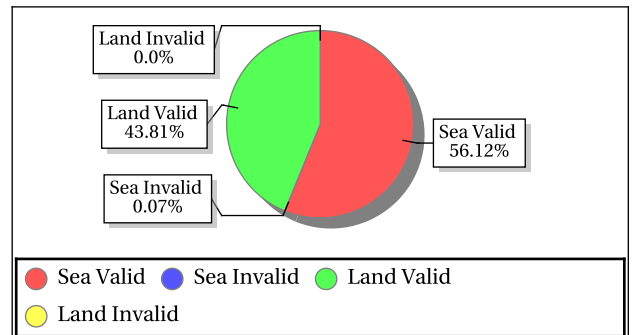 Land Invalid
0.0%
Land Valid
43.81%
Sea Valid
56.12%
Sea Invalid
0.07%
Sea Valid
Sea Invalid
Land Valid
Land Invalid